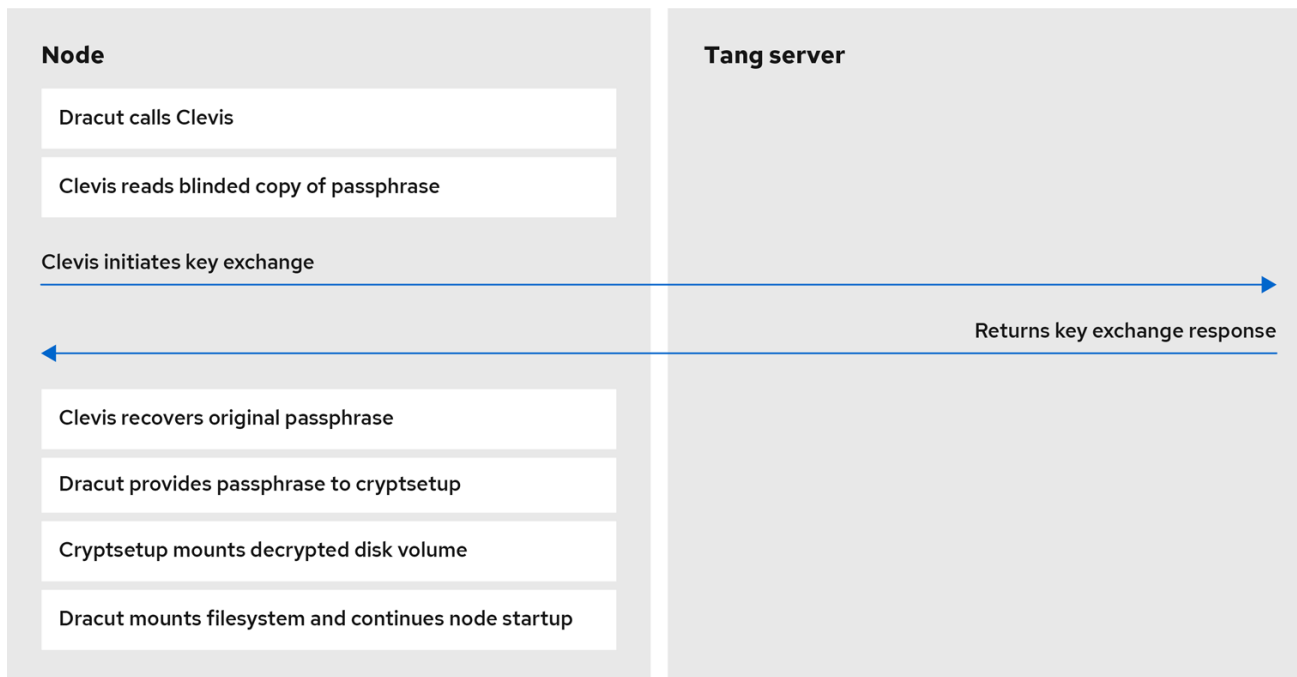 Node
Tang server
Dracut calls Clevis
Clevis reads blinded copy of passphrase
Clevis initiates key exchange
Returns key exchange response
Clevis recovers original passphrase
Dracut provides passphrase to cryptsetup
Cryptsetup mounts decrypted disk volume
Dracut mounts filesystem and continues node startup